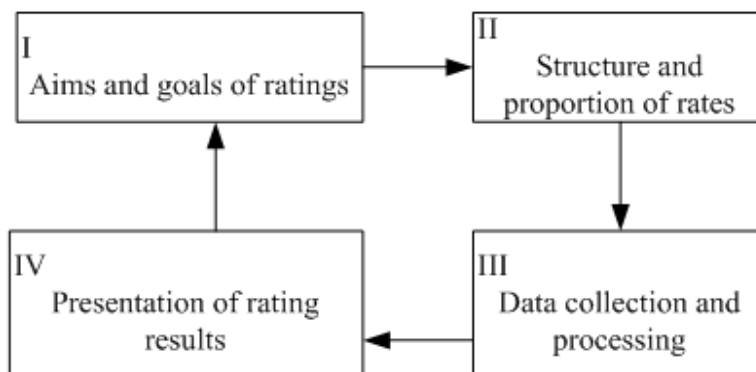 I
Aims and goals of ratings
II
Structure and
proportion of rates
III
Data collection and
processing
IV
Presentation of rating
results